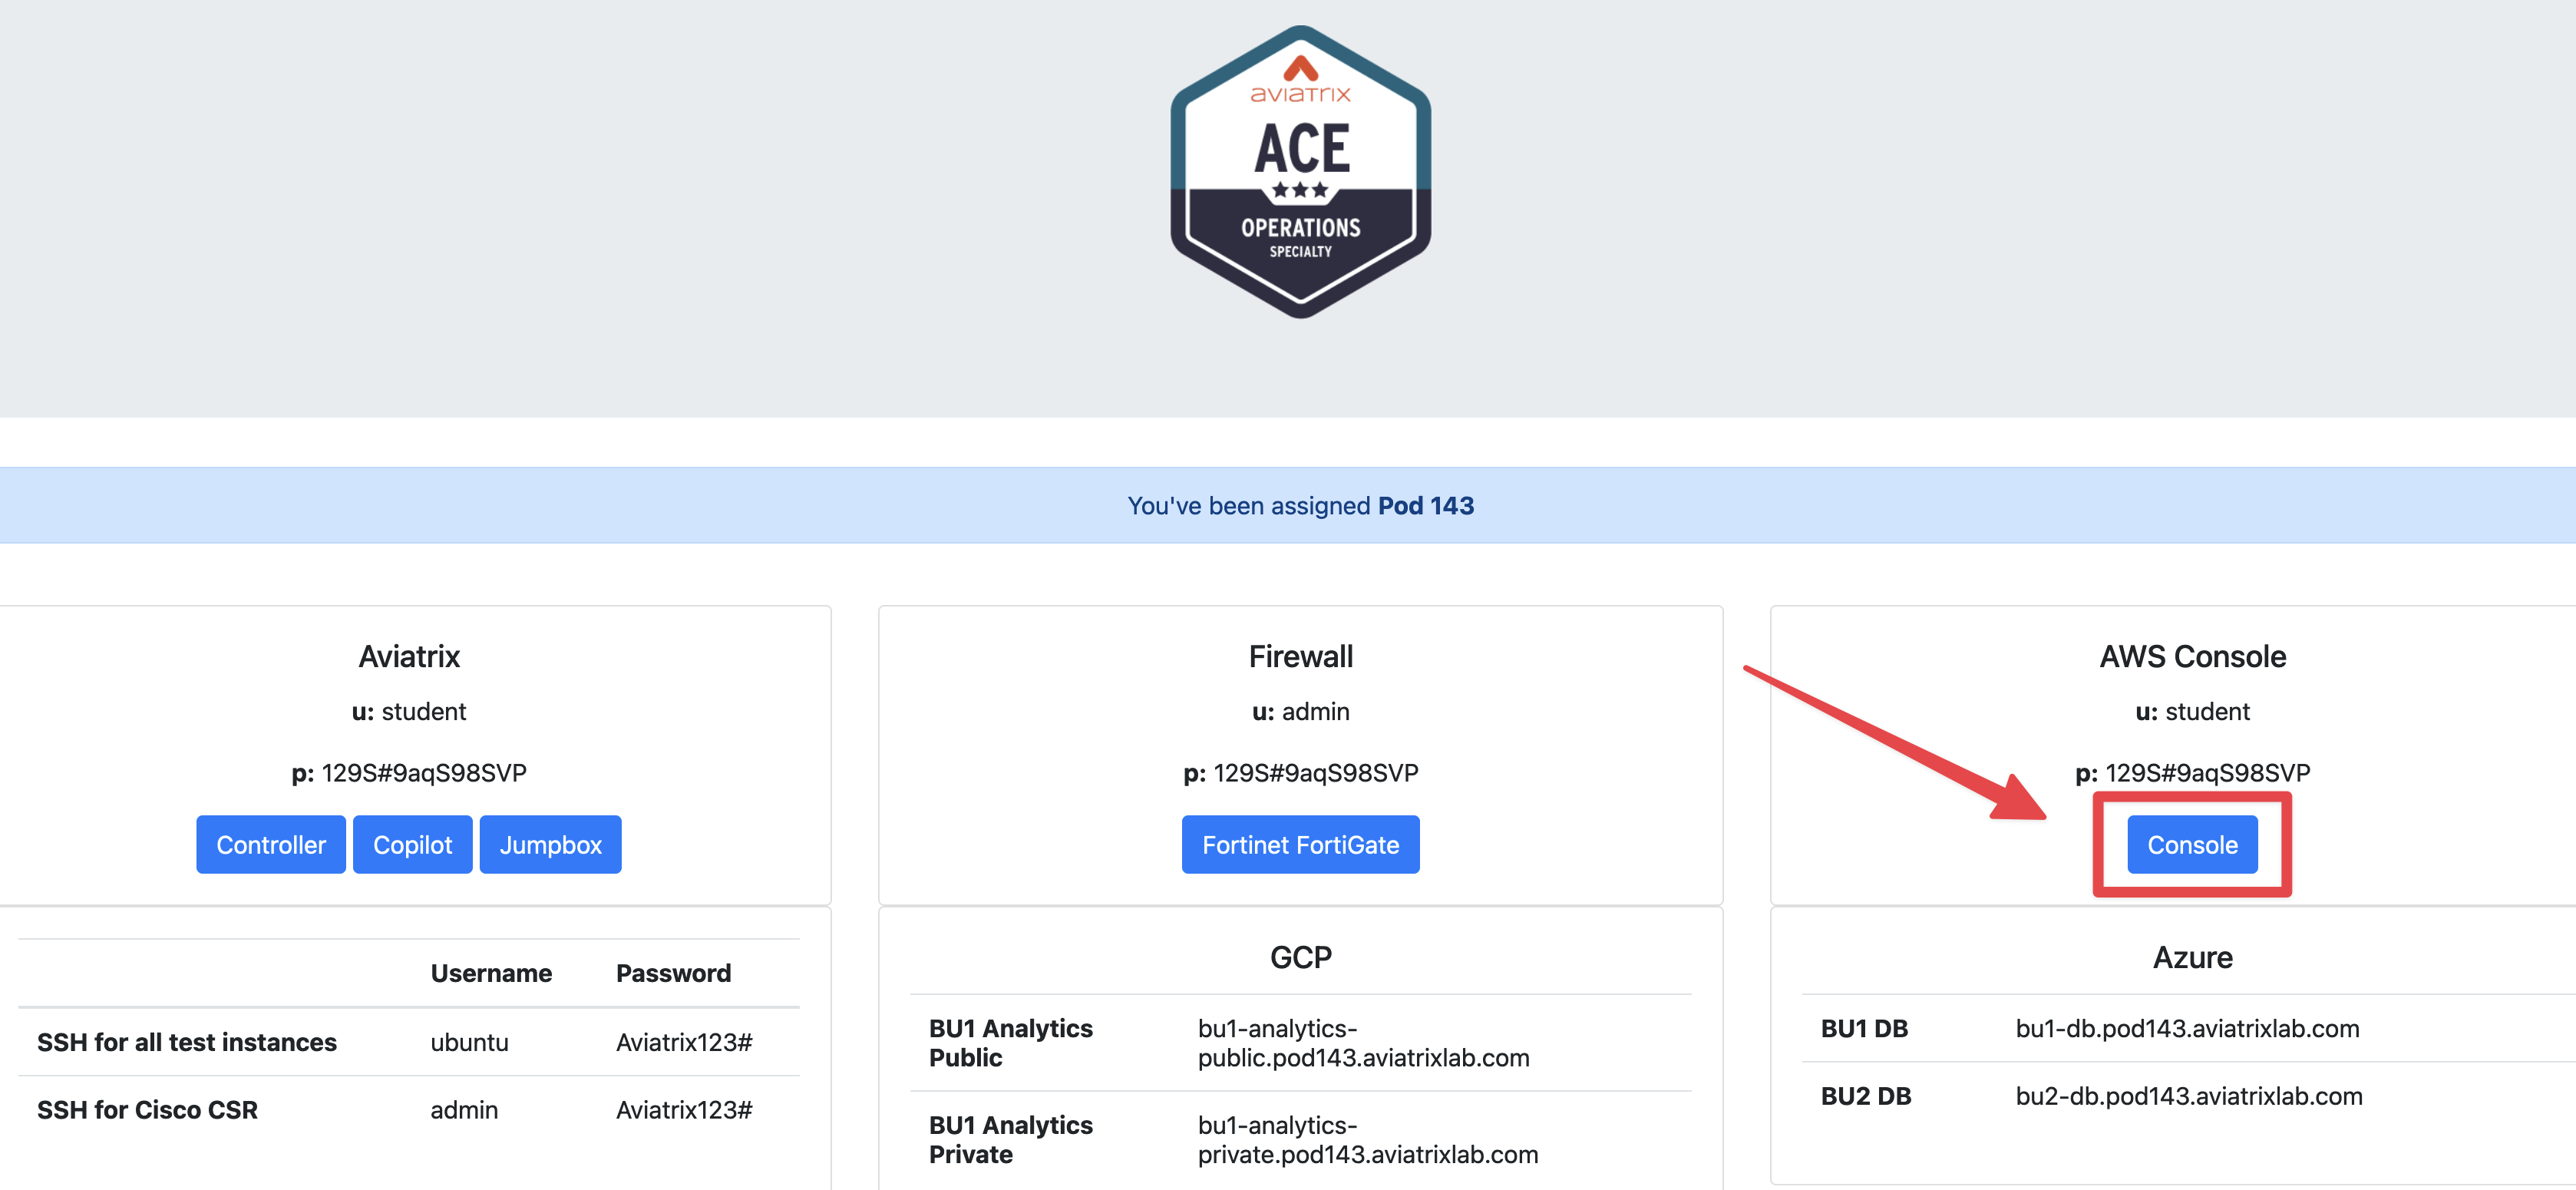 aviatrix
ACE
OPERATIONS
SPECIALTY
You've been assigned Pod 143
Aviatrix
u: student
p: 129S#9aqS98SVP
Controller
Copilot
Jumpbox
Firewall
u: admin
p: 129S#9aqS98SVP
Fortinet FortiGate
AWS Console
u: student
p: 129S#9aqS98SVP
Console
Username Password
SSH for all test instances ubuntu Aviatrix123#
SSH for Cisco CSR admin Aviatrix123#
GCP
BU1 Analytics
Public
bu1-analytics-
public.pod143.aviatrixlab.com
BU1 Analytics
Private
bu1-analytics-
private.pod143.aviatrixlab.com
Azure
BU1 DB bu1-db.pod143.aviatrixlab.com
BU2 DB bu2-db.pod143.aviatrixlab.com